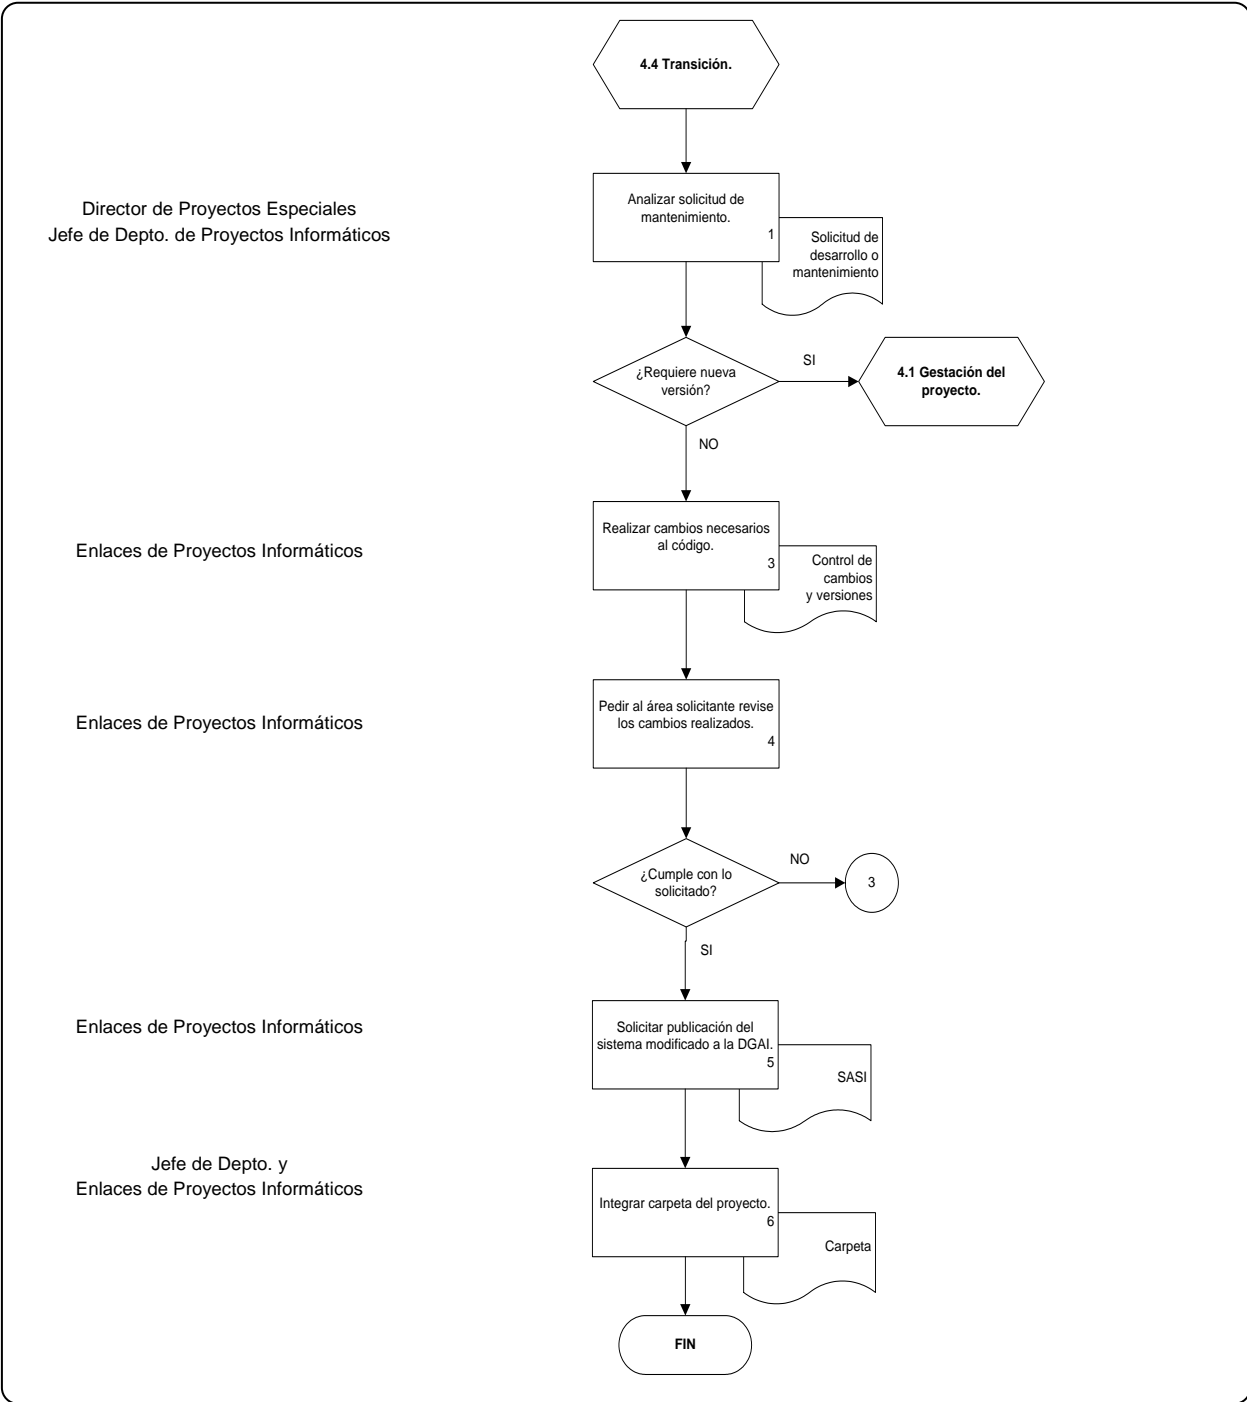 4.4 Transición.
Director de Proyectos Especiales
Jefe de Depto. de Proyectos Informáticos
Analizar solicitud de
mantenimiento.
1
Solicitud de
desarrollo o
mantenimiento
¿Requiere nueva
versión?
SI
4.1 Gestación del
proyecto.
NO
Enlaces de Proyectos Informáticos
Realizar cambios necesarios
al código.
3
Control de
cambios
y versiones
Enlaces de Proyectos Informáticos
Pedir al área solicitante revise
los cambios realizados.
4
¿Cumple con lo
solicitado?
NO
3
SI
Enlaces de Proyectos Informáticos
Solicitar publicación del
sistema modificado a la DGAI.
5
SASI
Jefe de Depto. y
Enlaces de Proyectos Informáticos
Integrar carpeta del proyecto.
6
Carpeta
FIN